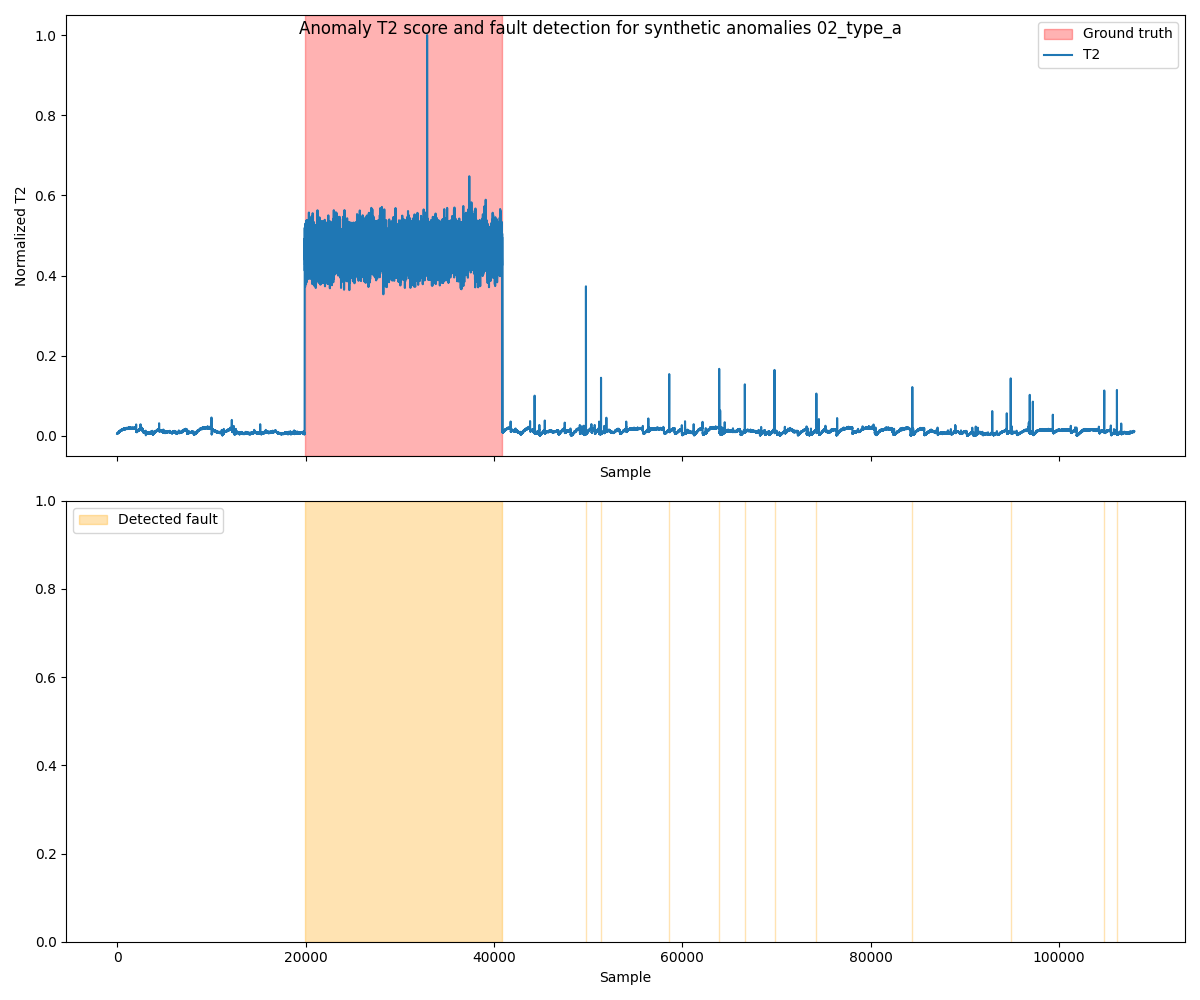 Anomaly T2 score and fault detection for synthetic anomalies 02_type_a
Ground truth
T2
Normalized T2
1.0
0.8
0.6
0.4
0.2
0.0
Sample
Detected fault
1.0
0.8
0.6
0.4
0.2
0.0
0 20000 40000 60000 80000 100000
Sample